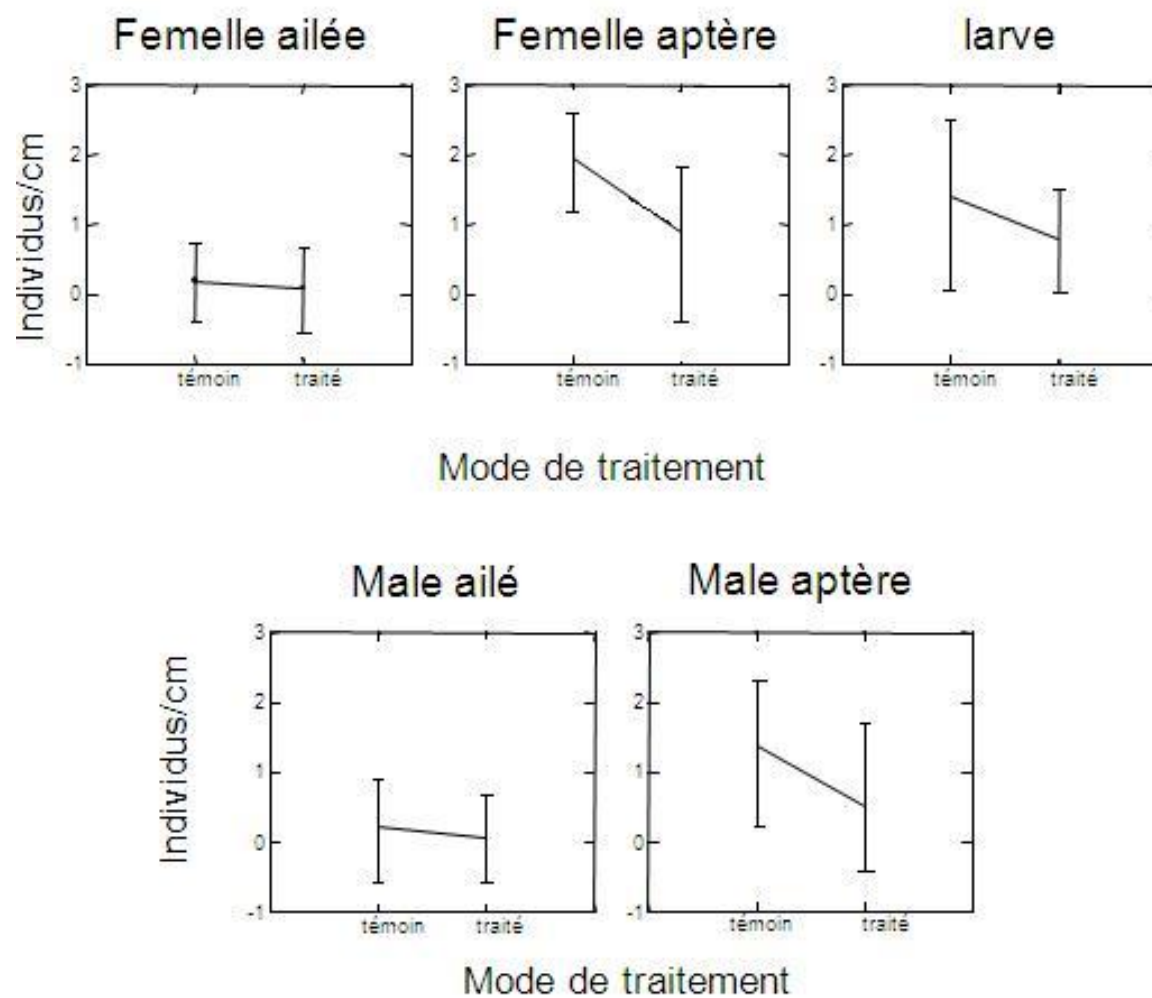 Femelle ailée
Femelle aptère
larve
Individus/cm
3
2
1
0
-1
témoin
traité
3
2
1
0
-1
témoin
traité
3
2
1
0
-1
témoin
traité
Mode de traitement
Male ailé
Male aptère
Individus/cm
3
2
1
0
-1
témoin
traité
3
2
1
0
-1
témoin
traité
Mode de traitement